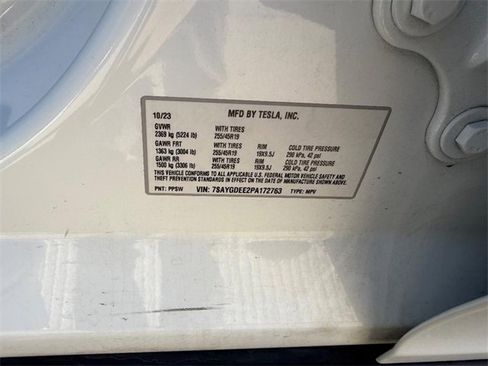 10/23 MFD BY TESLA, INC.
GVWR WITH TIRES
2369 kg (5224 lb) 255/45R19
GAWR FRT WITH TIRES RIM COLD TIRE PRESSURE
1363 kg (3004 lb) 255/45R19 19X9.5J 290 kPa, 42 psi
GAWR RR WITH TIRES RIM COLD TIRE PRESSURE
1500 kg (3306 lb) 255/45R19 19X9.5J 290 kPa, 42 psi
THIS VEHICLE CONFORMS TO ALL APPLICABLE U.S. FEDERAL MOTOR VEHICLE SAFETY AND
THEFT PREVENTION STANDARDS IN EFFECT ON THE DATE OF MANUFACTURE SHOWN ABOVE.
PNT: PPSW VIN: 7SAYGDEE2PA172763 TYPE: MPV